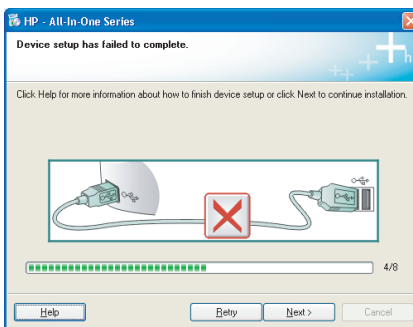 HP - All-In-One Series
Device setup has failed to complete.
Click Help for more information about how to finish device setup or click Next to continue installation.
4/8
Help
Retry
Next >
Cancel